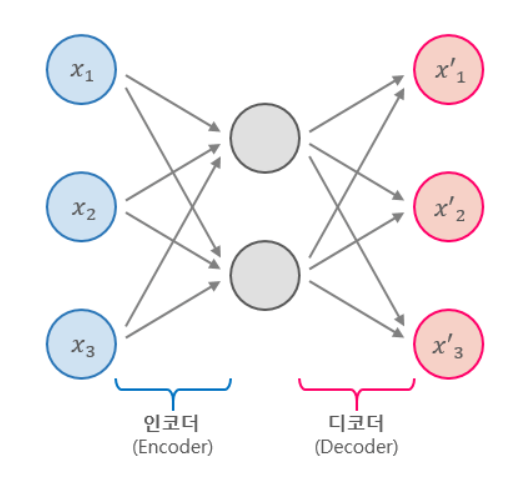 x₁
x′₁
x₂
x′₂
x₃
x′₃
인코더
(Encoder)
디코더
(Decoder)